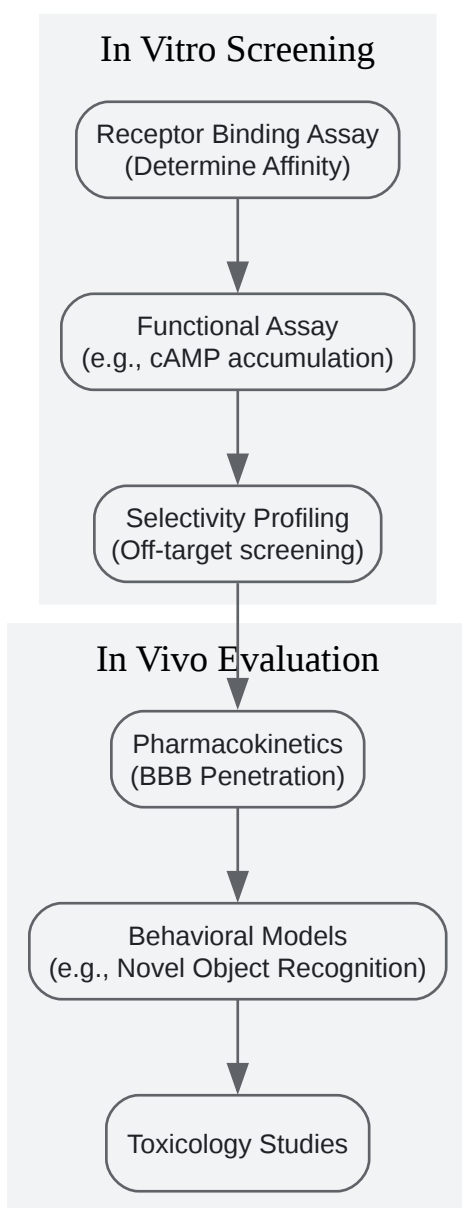 In Vitro Screening
Receptor Binding Assay
(Determine Affinity)
Functional Assay
(e.g., cAMP accumulation)
Selectivity Profiling
(Off-target screening)
In Vivo Evaluation
Pharmacokinetics
(BBB Penetration)
Behavioral Models
(e.g., Novel Object Recognition)
Toxicology Studies